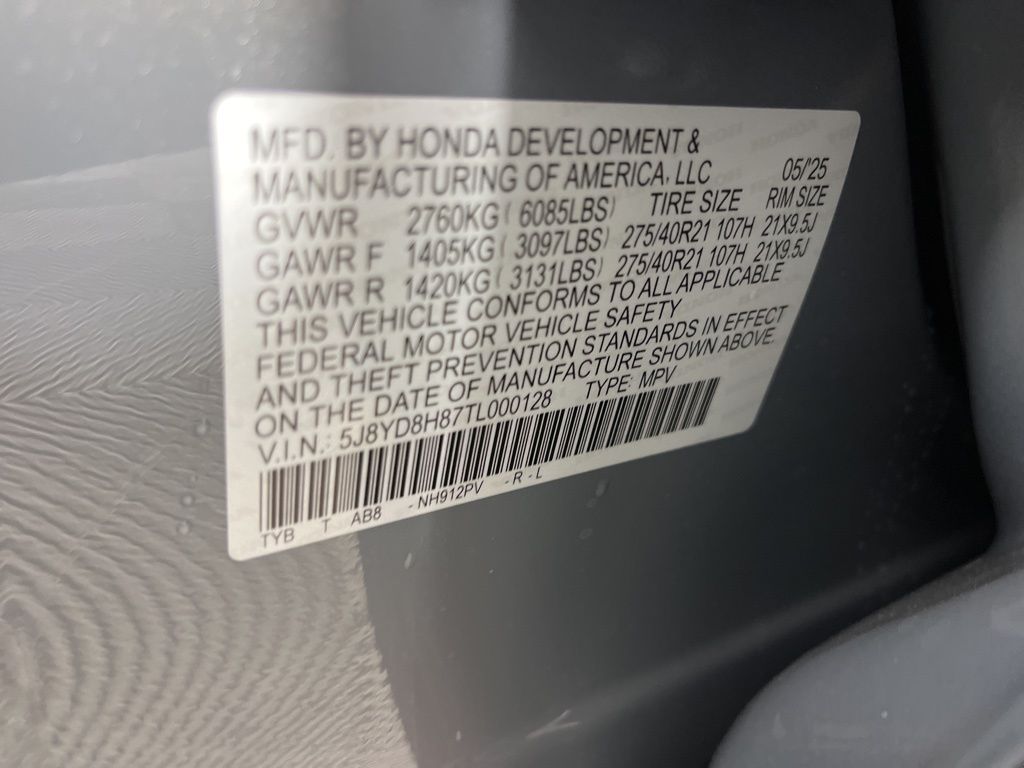 MFD. BY HONDA DEVELOPMENT &
MANUFACTURING OF AMERICA, LLC 05/'25
GVWR 2760KG ( 6085LBS) TIRE SIZE RIM SIZE
GAWR F 1405KG ( 3097LBS) 275/40R21 107H 21X9.5J
GAWR R 1420KG ( 3131LBS) 275/40R21 107H 21X9.5J
THIS VEHICLE CONFORMS TO ALL APPLICABLE
FEDERAL MOTOR VEHICLE SAFETY
AND THEFT PREVENTION STANDARDS IN EFFECT
ON THE DATE OF MANUFACTURE SHOWN ABOVE.
V.I.N.: 5J8YD8H87TL000128 TYPE: MPV
TYB T AB8 - NH912PV - R - L